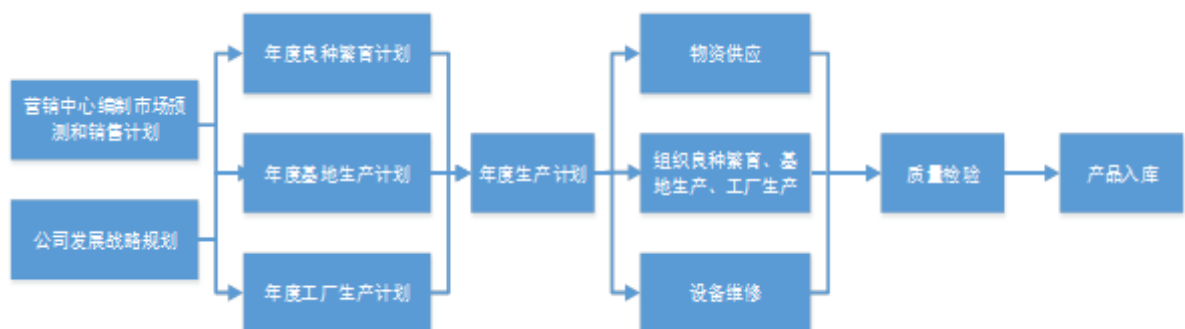 营销中心编制市场预
测和销售计划
公司发展战略规划
年度良种繁育计划
年度基地生产计划
年度工厂生产计划
年度生产计划
物资供应
组织良种繁育、基
地生产、工厂生产
设备维修
质量检验
产品入库